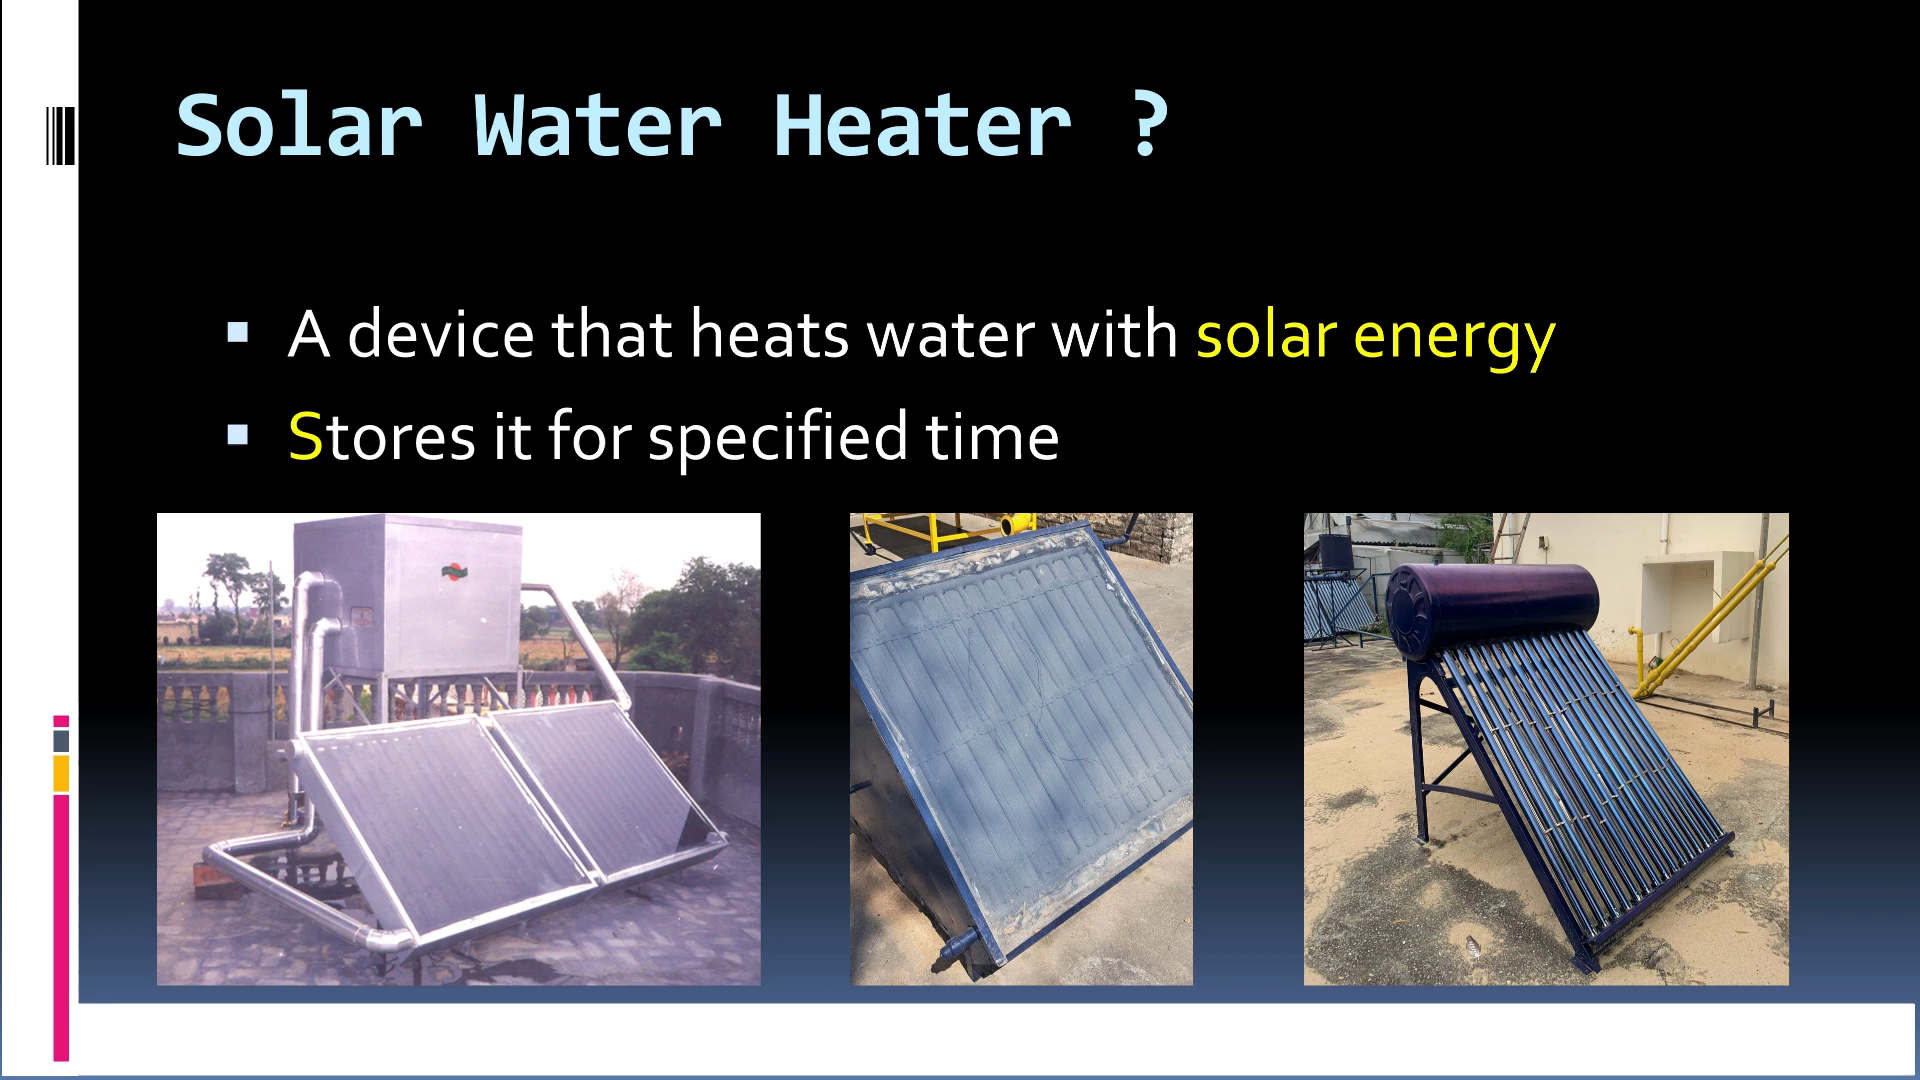 Solar Water Heater ?
A device that heats water with solar energy
Stores it for specified time